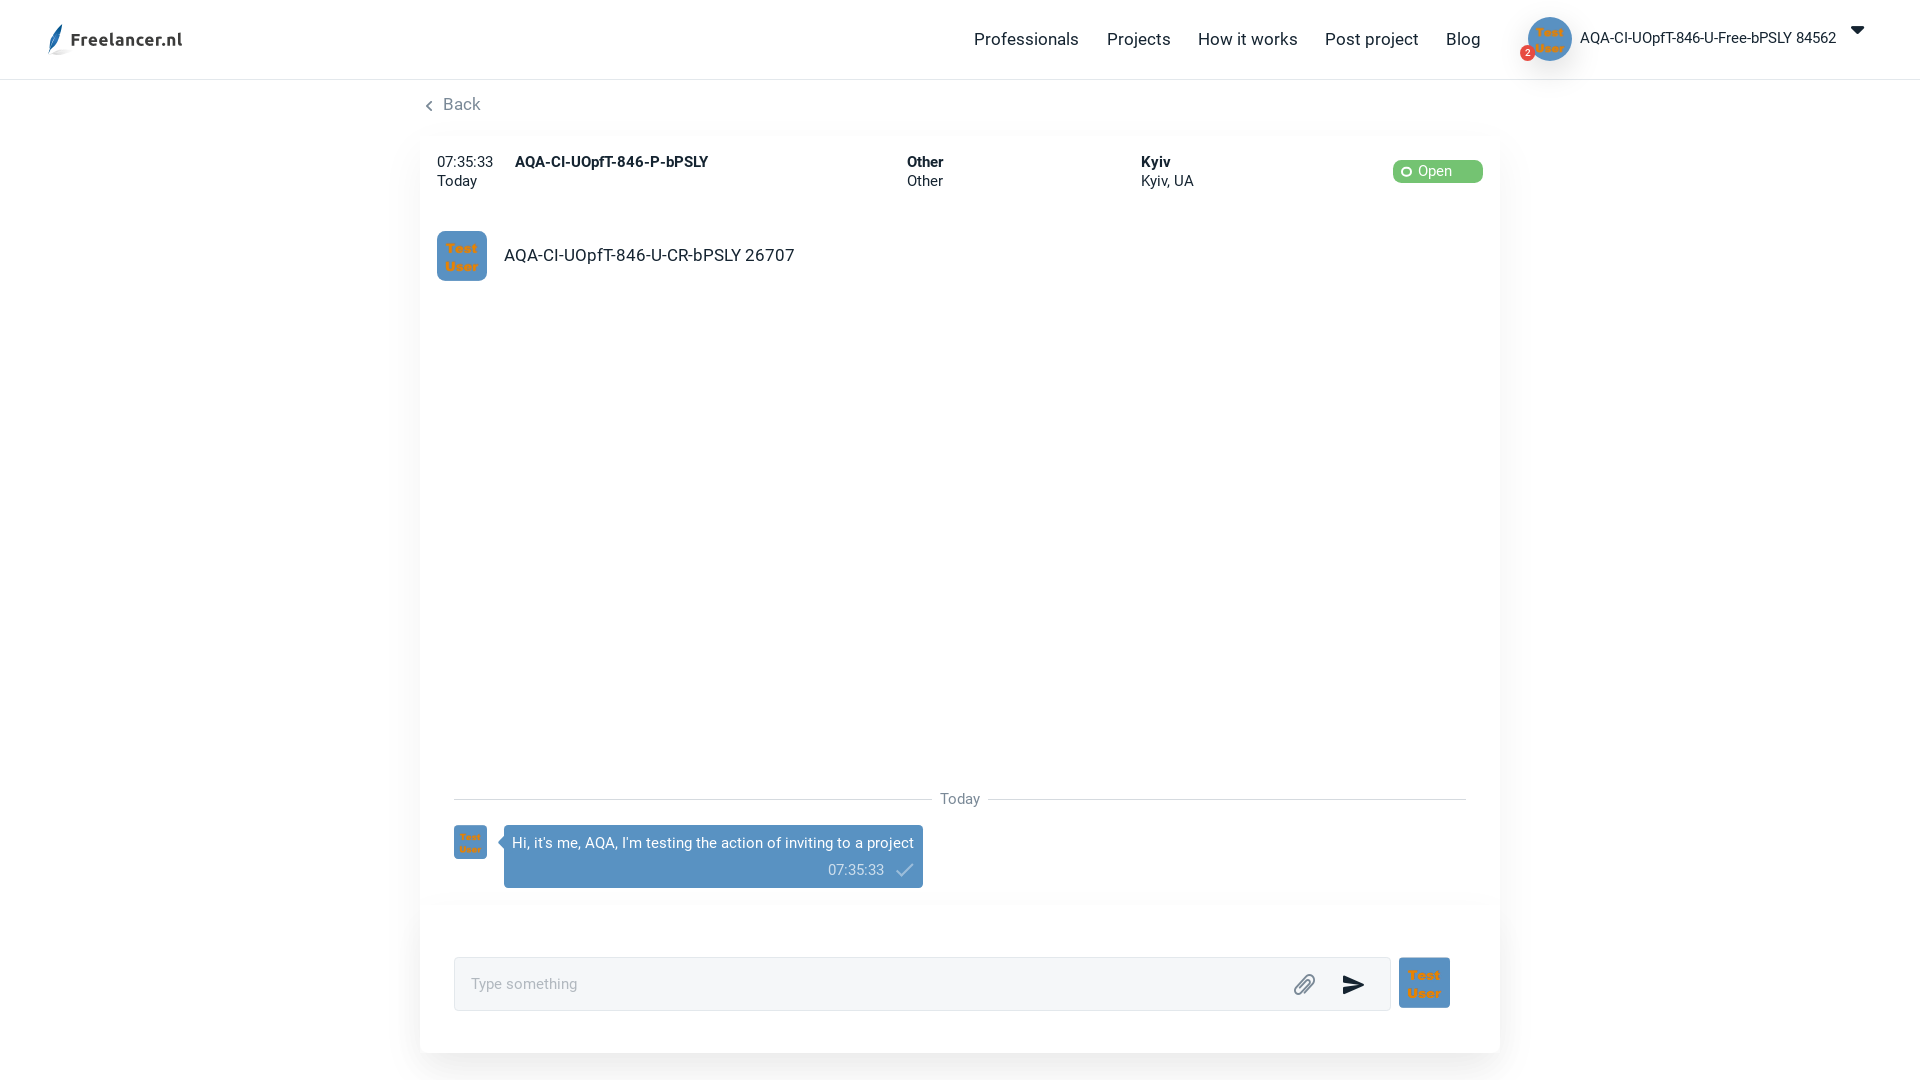 Freelancer.nl
Professionals Projects How it works Post project Blog
Test
User
2
AQA-CI-UOpfT-846-U-Free-bPSLY 84562
Back
07:35:33 AQA-CI-UOpfT-846-P-bPSLY Other Kyiv Open
Today Other Kyiv, UA
Test
User
AQA-CI-UOpfT-846-U-CR-bPSLY 26707
Today
Test
User
Hi, it's me, AQA, I'm testing the action of inviting to a project
07:35:33
Type something
Test
User